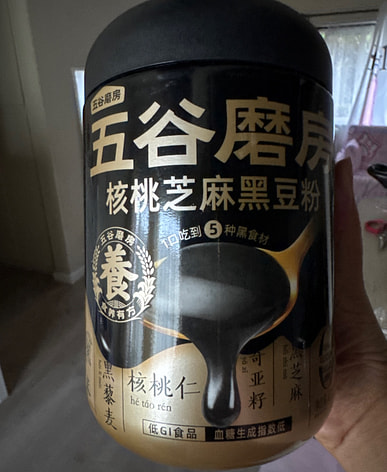 五谷磨房
五谷磨房
核桃芝麻黑豆粉
1口吃到5种黑食材
五谷磨房
養
黑藜麦
核桃仁
hé táo rén
奇亚籽
黑芝麻
低GI食品
血糖生成指数低